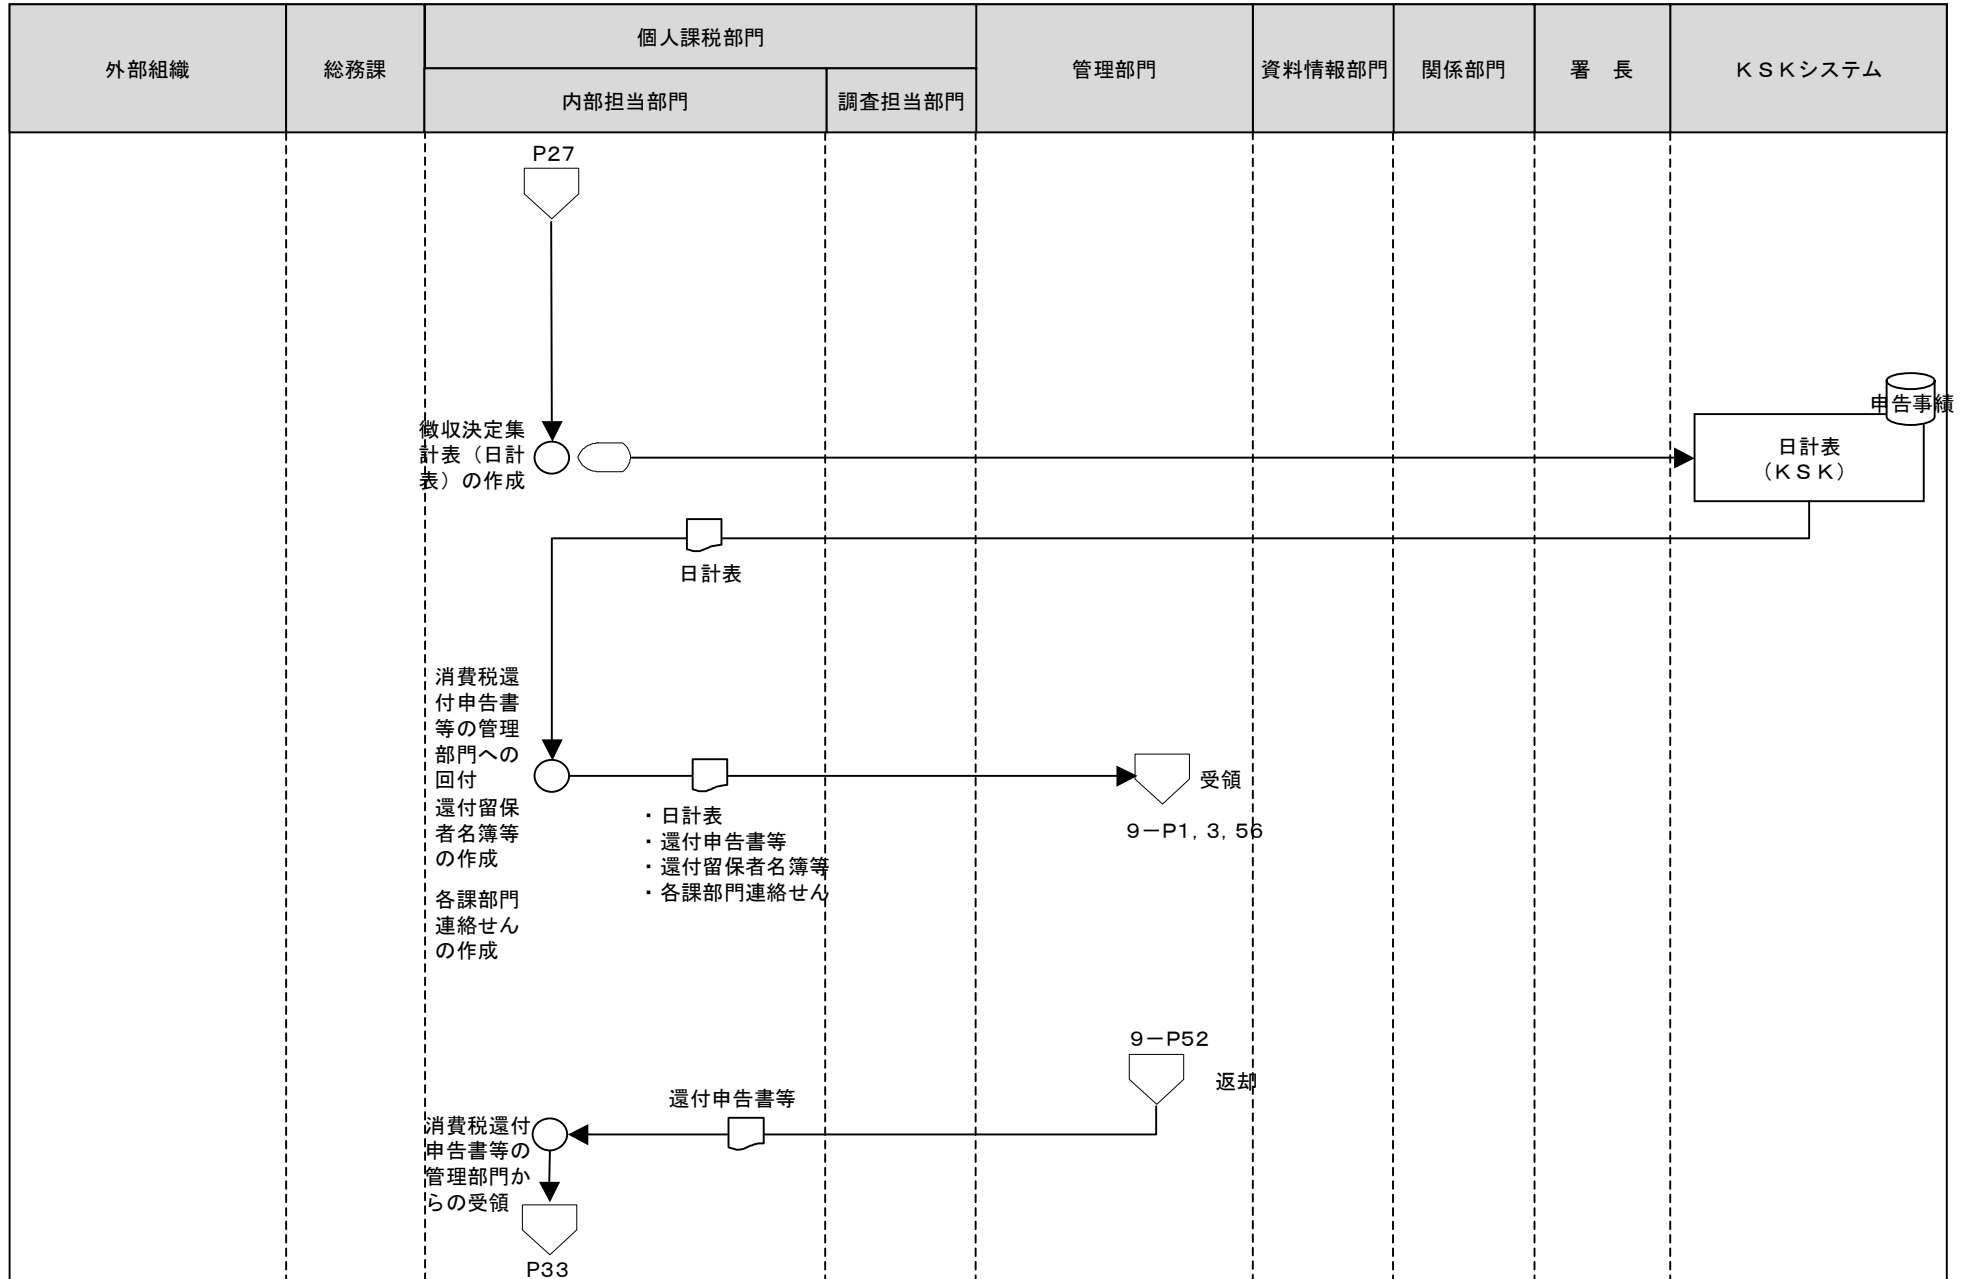 外部組織
総務課
個人課税部門
内部担当部門
調査担当部門
管理部門
資料情報部門
関係部門
署　長
ＫＳＫシステム
P27
申告事績
徴収決定集
計表（日計
表）の作成
日計表
（ＫＳＫ）
日計表
消費税還
付申告書
等の管理
部門への
回付
還付留保
者名簿等
の作成
各課部門
連絡せん
の作成
・日計表
・還付申告書等
・還付留保者名簿等
・各課部門連絡せん
受領
9－P1, 3, 56
9－P52
返却
還付申告書等
消費税還付
申告書等の
管理部門か
らの受領
P33